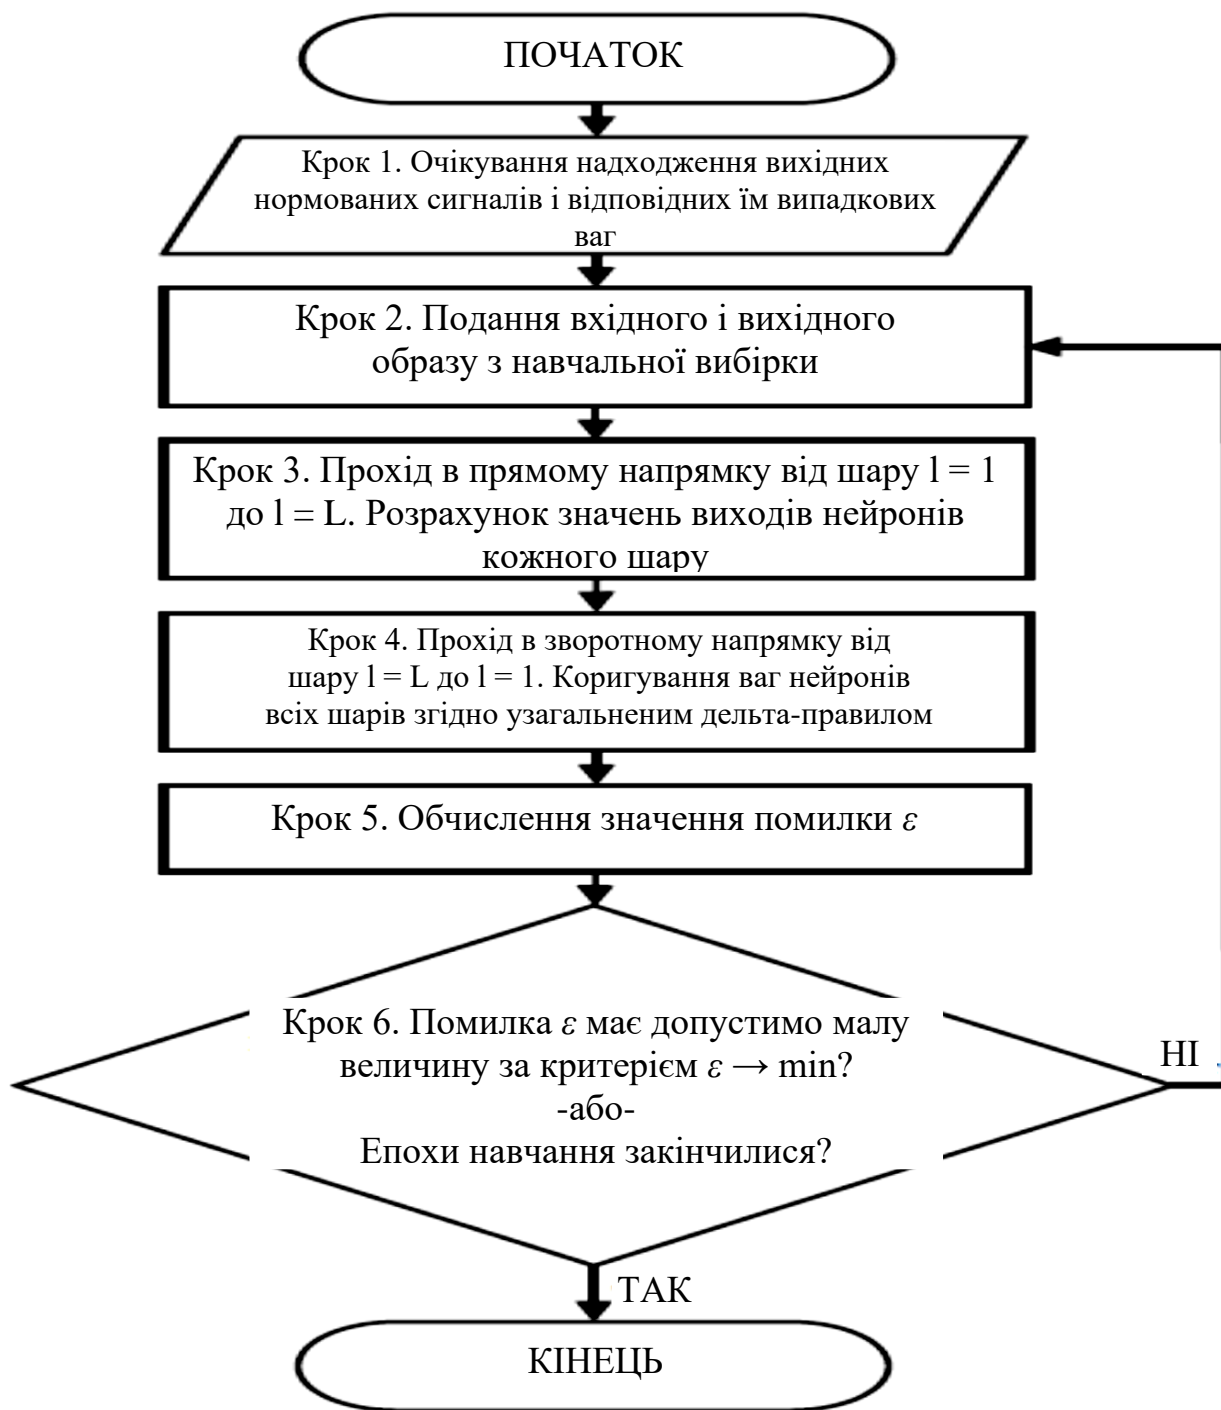 ПОЧАТОК
Крок 1. Очікування надходження вихідних
нормованих сигналів і відповідних їм випадкових
ваг
Крок 2. Подання вхідного і вихідного
образу з навчальної вибірки
Крок 3. Прохід в прямому напрямку від шару l = 1
до l = L. Розрахунок значень виходів нейронів
кожного шару
Крок 4. Прохід в зворотному напрямку від
шару l = L до l = 1. Коригування ваг нейронів
всіх шарів згідно узагальненим дельта-правилом
Крок 5. Обчислення значення помилки ε
Крок 6. Помилка ε має допустимо малу
величину за критерієм ε → min?
-або-
Епохи навчання закінчилися?
НІ
ТАК
КІНЕЦЬ